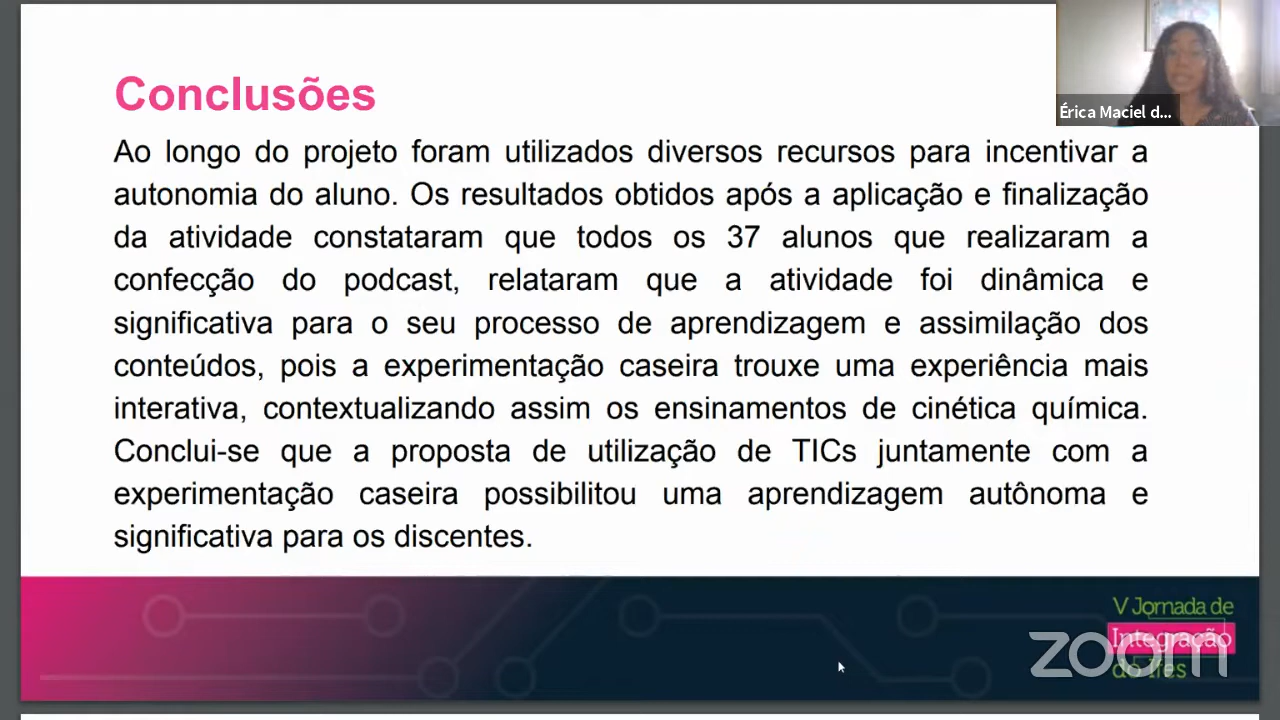 Conclusões
Érica Maciel d...
Ao longo do projeto foram utilizados diversos recursos para incentivar a
autonomia do aluno. Os resultados obtidos após a aplicação e finalização
da atividade constataram que todos os 37 alunos que realizaram a
confecção do podcast, relataram que a atividade foi dinâmica e
significativa para o seu processo de aprendizagem e assimilação dos
conteúdos, pois a experimentação caseira trouxe uma experiência mais
interativa, contextualizando assim os ensinamentos de cinética química.
Conclui-se que a proposta de utilização de TICs juntamente com a
experimentação caseira possibilitou uma aprendizagem autônoma e
significativa para os discentes.
V Jornada de
Integração
do Ifes
zoom